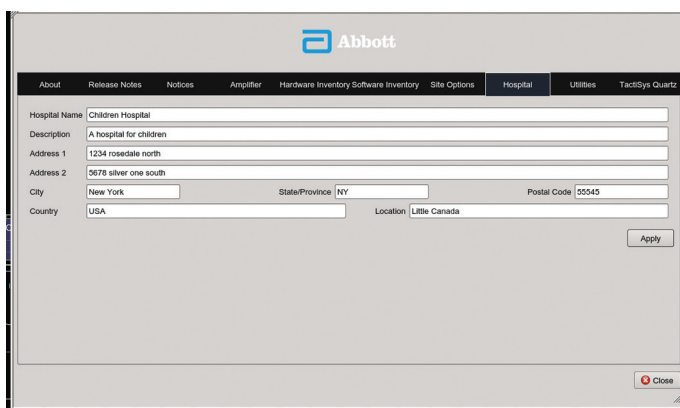 Abbott
About Release Notes Notices Amplifier Hardware Inventory Software Inventory Site Options Hospital Utilities TactiSys Quartz
Hospital Name Children Hospital
Description A hospital for children
Address 1 1234 rosedale north
Address 2 5678 silver one south
City New York State/Province NY Postal Code 55545
Country USA Location Little Canada
Apply
Close